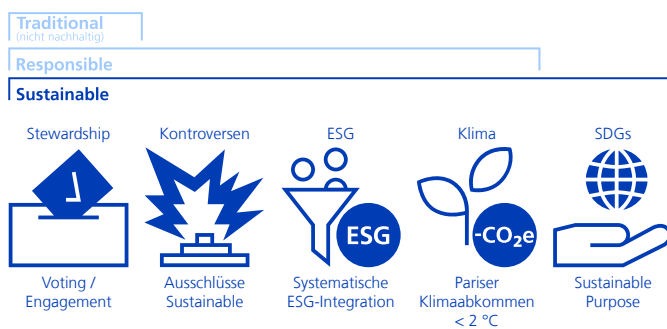 Traditional
(nicht nachhaltig)
Responsible
Sustainable
Stewardship Kontroversen ESG Klima SDGs
ESG -CO₂e
Voting / Ausschlüsse Systematische Pariser Sustainable
Engagement Sustainable ESG-Integration Klimaabkommen Purpose
< 2 °C